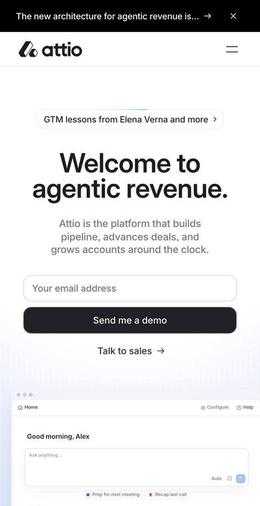 The new architecture for agentic revenue is... →
attio
GTM lessons from Elena Verna and more >
Welcome to
agentic revenue.
Attio is the platform that builds
pipeline, advances deals, and
grows accounts around the clock.
Your email address
Send me a demo
Talk to sales →
Home
Configure
Help
Good morning, Alex
Ask anything...
Auto
Prep for next meeting
Recap last call